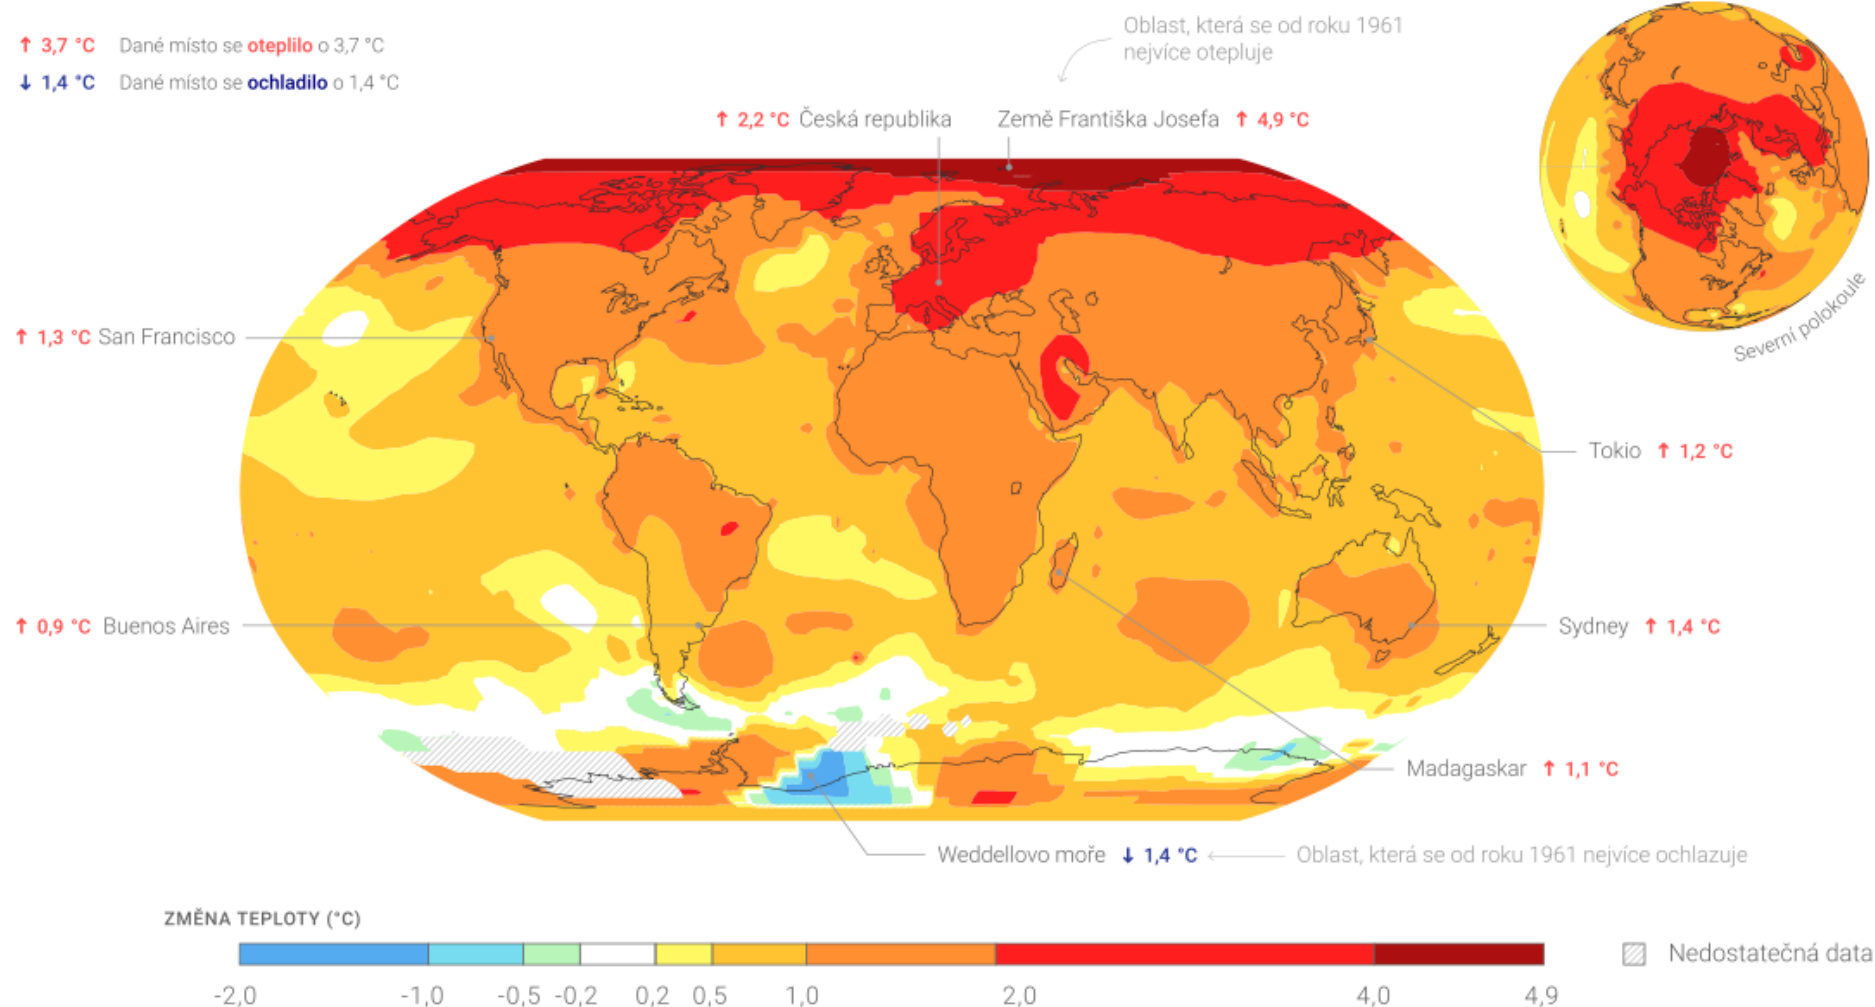 ↑ 3,7 °C Dané místo se oteplilo o 3,7 °C
↓ 1,4 °C Dané místo se ochladilo o 1,4 °C
Oblast, která se od roku 1961
nejvíce otepluje
↑ 2,2 °C Česká republika
Země Františka Josefa ↑ 4,9 °C
Severní polokoule
↑ 1,3 °C San Francisco
Tokio ↑ 1,2 °C
↑ 0,9 °C Buenos Aires
Sydney ↑ 1,4 °C
Madagaskar ↑ 1,1 °C
Weddellovo moře ↓ 1,4 °C
Oblast, která se od roku 1961 nejvíce ochlazuje
ZMĚNA TEPLOTY (°C)
Nedostatečná data
-2,0 -1,0 -0,5 -0,2 0,2 0,5 1,0 2,0 4,0 4,9